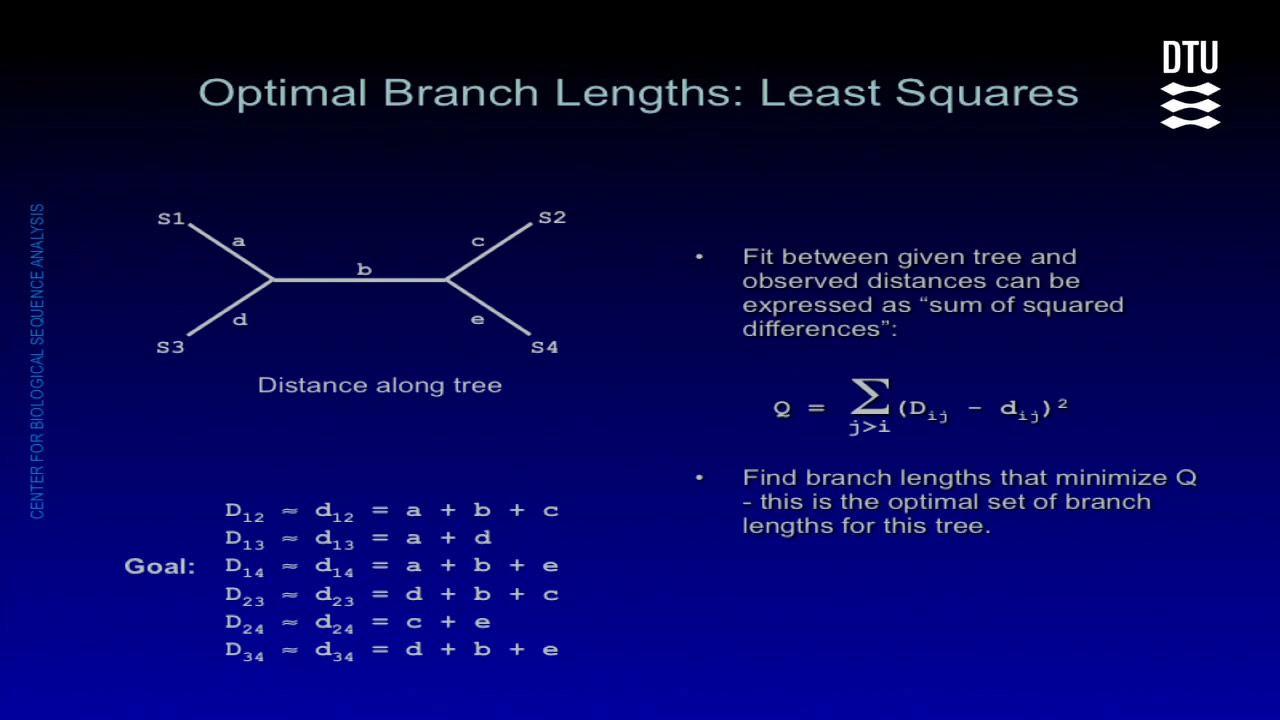 DTU
Optimal Branch Lengths: Least Squares
CENTER FOR BIOLOGICAL SEQUENCE ANALYSIS
S1
S2
a
c
b
d
e
S3
S4
Distance along tree
Goal:
D12 ≈ d12 = a + b + c
D13 ≈ d13 = a + d
D14 ≈ d14 = a + b + e
D23 ≈ d23 = d + b + c
D24 ≈ d24 = c + e
D34 ≈ d34 = d + b + e
• Fit between given tree and
observed distances can be
expressed as “sum of squared
differences”:
Q = ∑ (Dij – dij)²
j>i
• Find branch lengths that minimize Q
- this is the optimal set of branch
lengths for this tree.